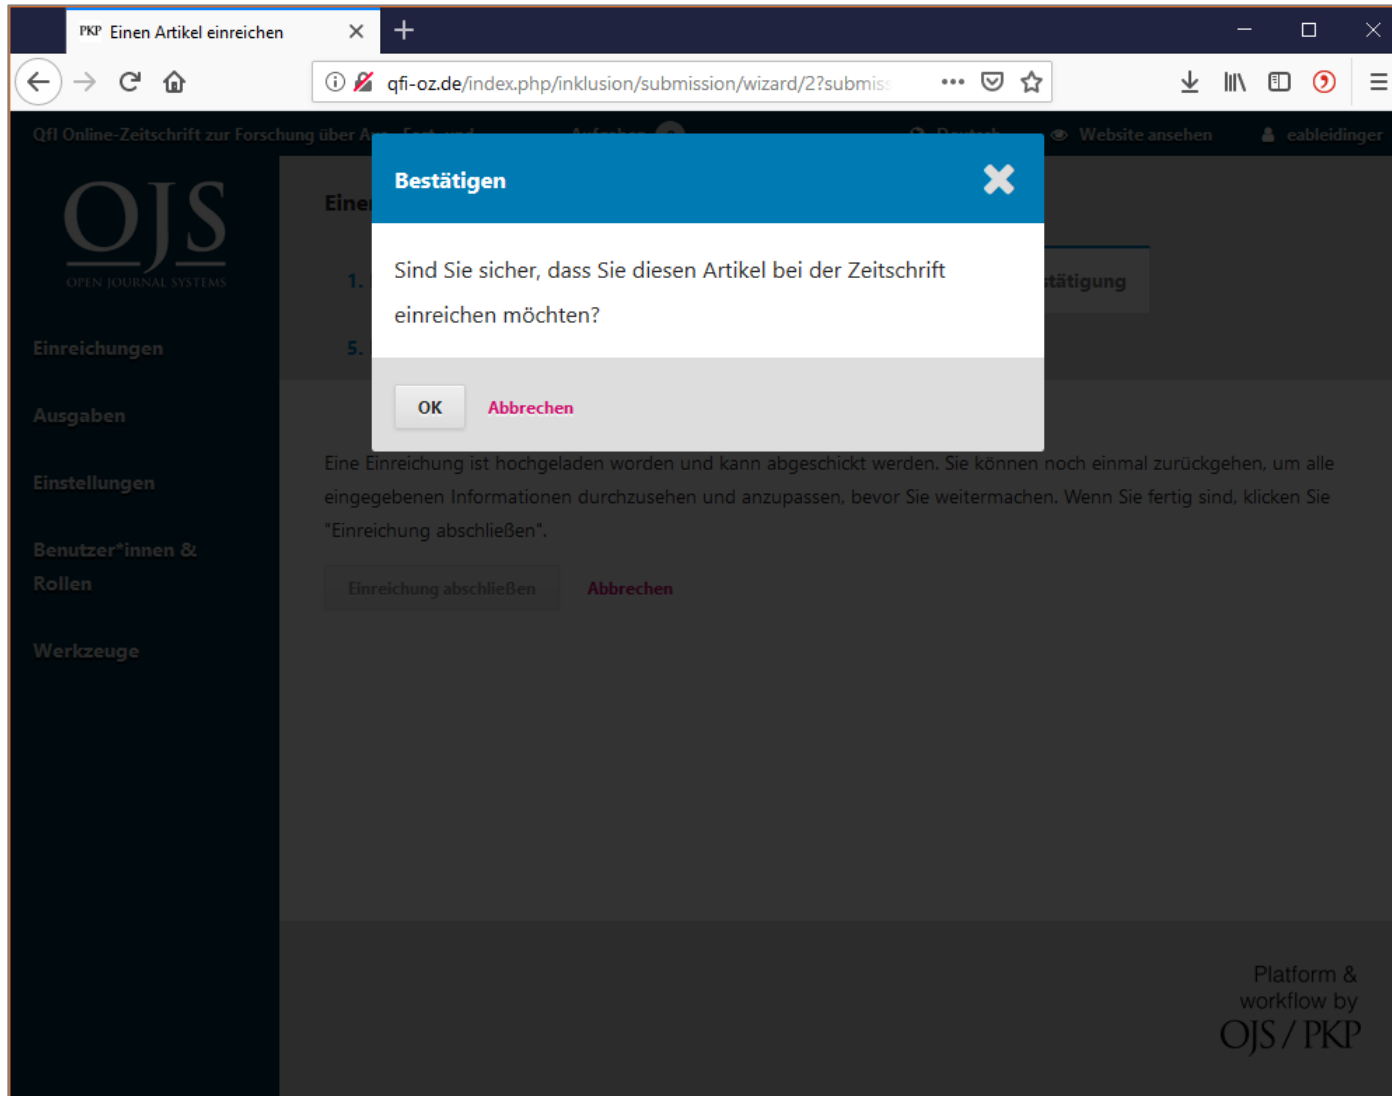 PKP Einen Artikel einreichen
qfi-oz.de/index.php/inklusion/submission/wizard/2?submiss
QfI Online-Zeitschrift zur Forschung über
Website ansehen
eableidinger
Bestätigen
OJS
OPEN JOURNAL SYSTEMS
1.
Sind Sie sicher, dass Sie diesen Artikel bei der Zeitschrift
einreichen möchten?
5.
OK
Abbrechen
Einreichungen
Ausgaben
Einstellungen
Benutzer*innen &
Rollen
Werkzeuge
Eine Einreichung ist hochgeladen worden und kann abgeschickt werden. Sie können noch einmal zurückgehen, um alle
eingegebenen Informationen durchzusehen und anzupassen, bevor Sie weitermachen. Wenn Sie fertig sind, klicken Sie
"Einreichung abschließen".
Einreichung abschließen
Abbrechen
Platform &
workflow by
OJS / PKP